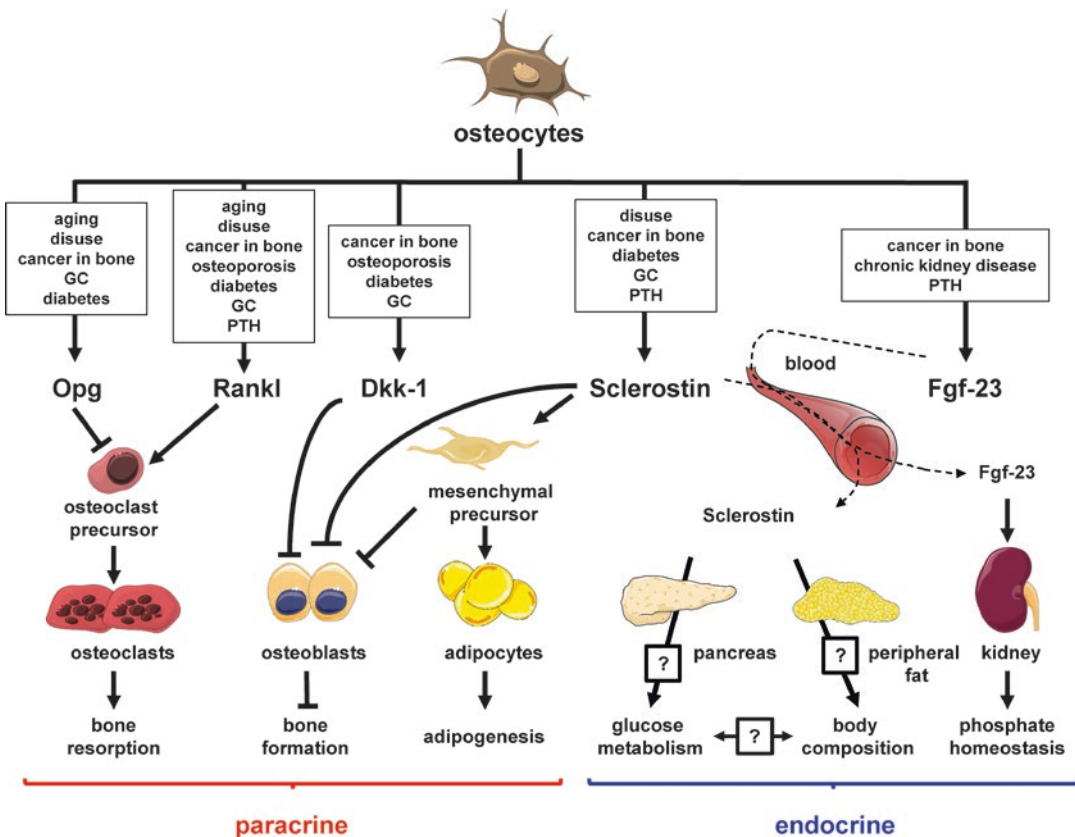 osteocytes
aging
disuse
cancer in bone
GC
diabetes
aging
disuse
cancer in bone
osteoporosis
diabetes
GC
PTH
cancer in bone
osteoporosis
diabetes
GC
disuse
cancer in bone
diabetes
GC
PTH
cancer in bone
chronic kidney disease
PTH
Opg
Rankl
Dkk-1
Sclerostin
blood
Fgf-23
osteoclast
precursor
mesenchymal
precursor
Sclerostin
Fgf-23
osteoclasts
osteoblasts
adipocytes
?
pancreas
?
peripheral
fat
kidney
bone
resorption
bone
formation
adipogenesis
glucose
metabolism
?
body
composition
phosphate
homeostasis
paracrine
endocrine